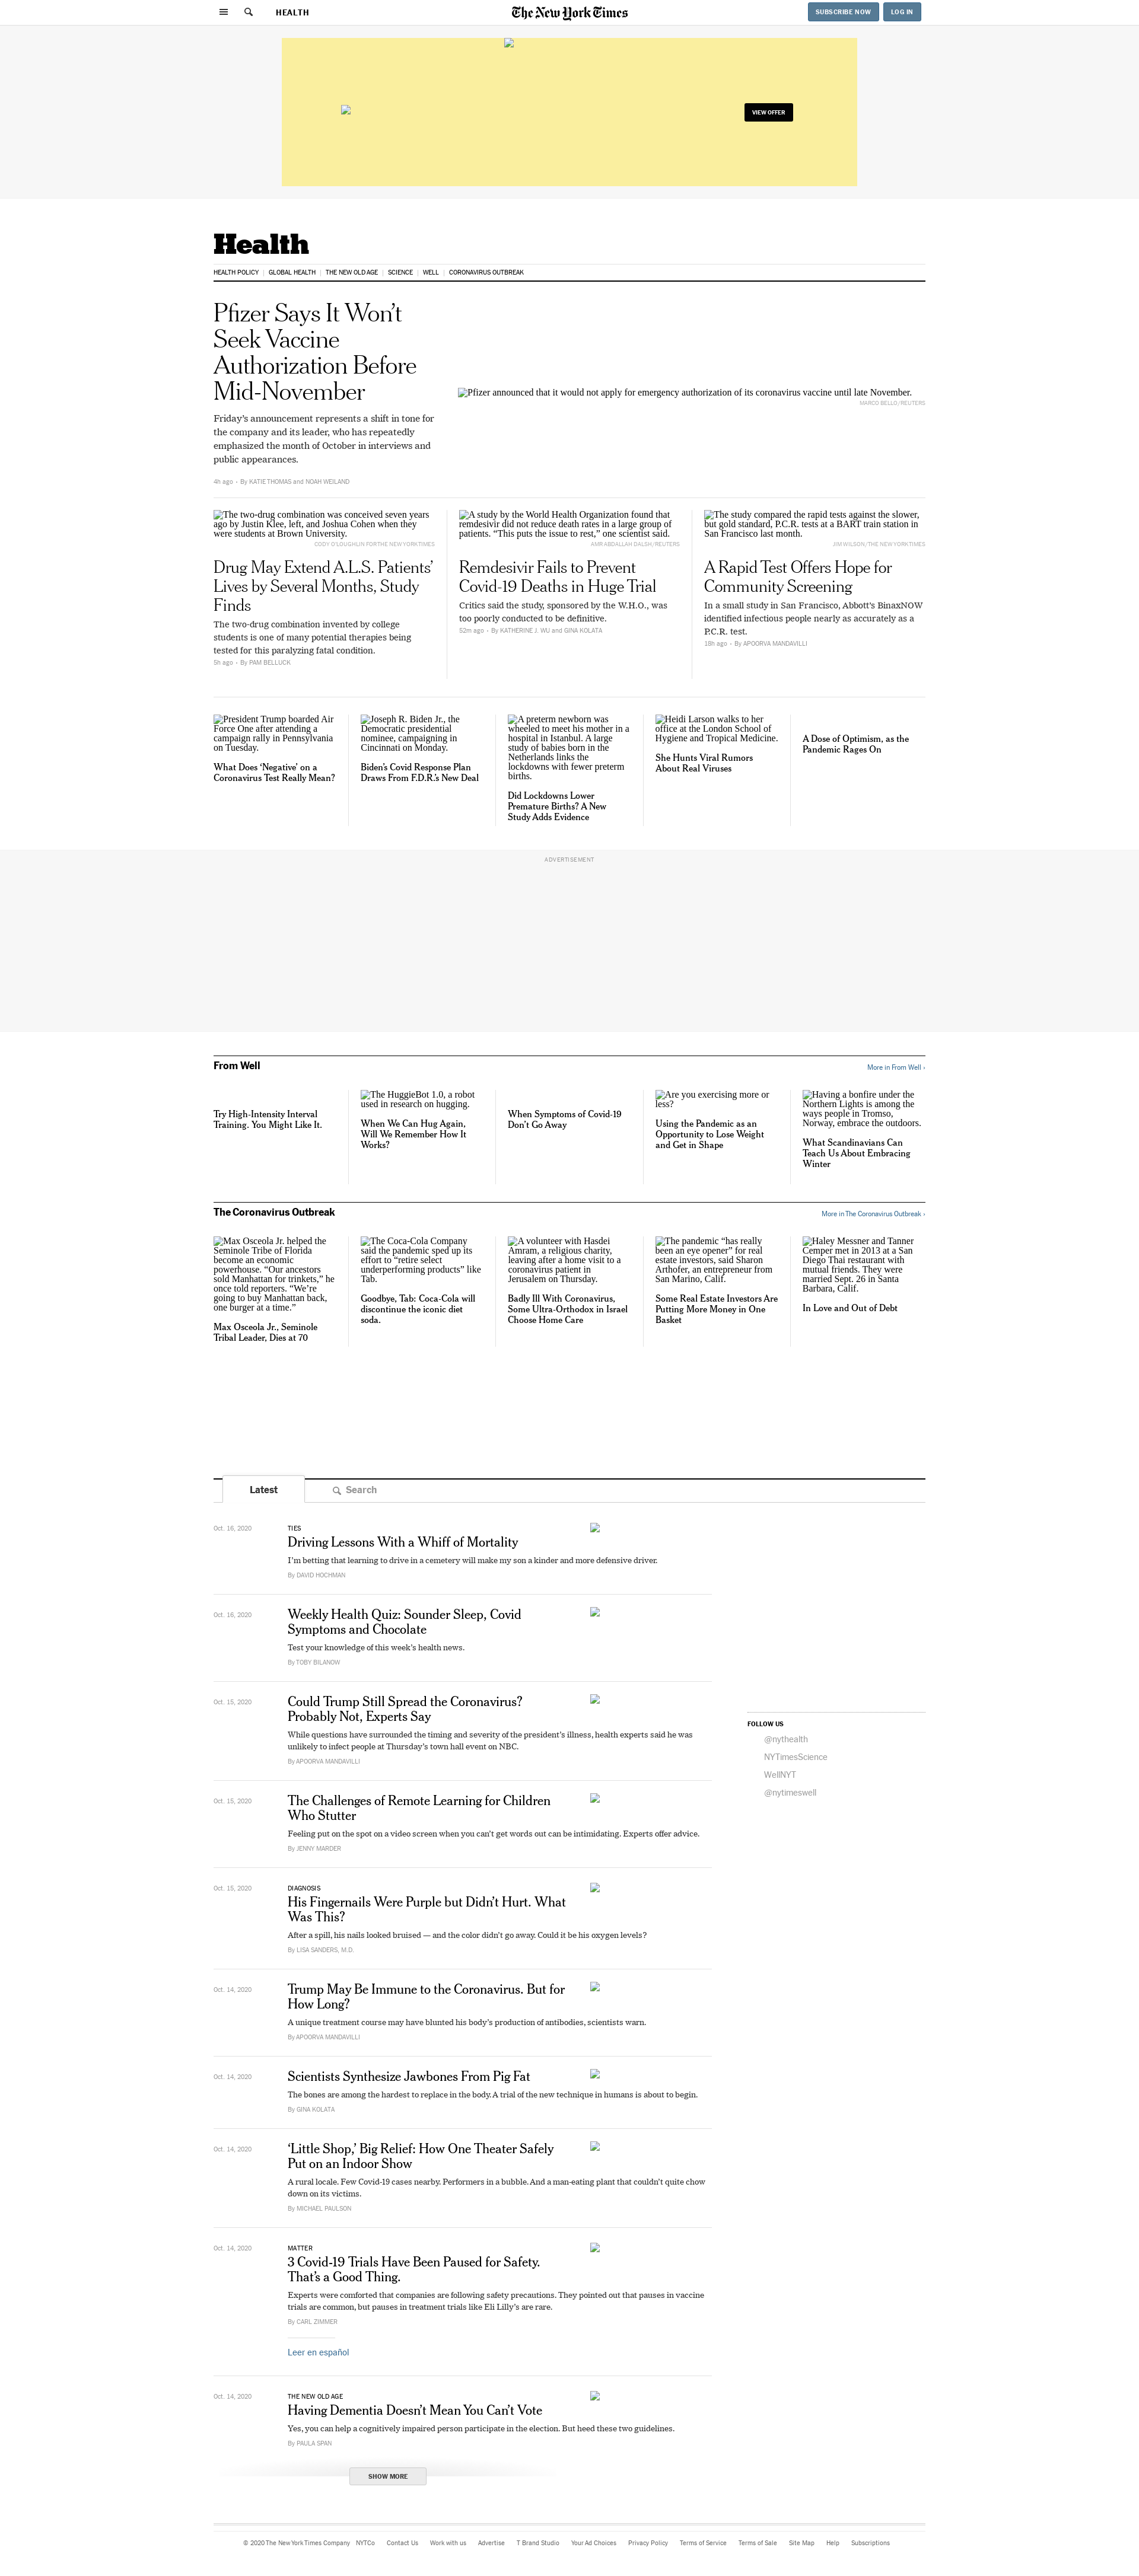 HEALTH
The New York Times
SUBSCRIBE NOW
LOG IN
VIEW OFFER
Health
HEALTH POLICY | GLOBAL HEALTH | THE NEW OLD AGE | SCIENCE | WELL | CORONAVIRUS OUTBREAK
Pfizer Says It Won’t
Seek Vaccine
Authorization Before
Mid-November
Friday’s announcement represents a shift in tone for
the company and its leader, who has repeatedly
emphasized the month of October in interviews and
public appearances.
4h ago • By KATIE THOMAS and NOAH WEILAND
Pfizer announced that it would not apply for emergency authorization of its coronavirus vaccine until late November.
MARCO BELLO/REUTERS
The two-drug combination was conceived seven years
ago by Justin Klee, left, and Joshua Cohen when they
were students at Brown University.
CODY O’LOUGHLIN FOR THE NEW YORK TIMES
Drug May Extend A.L.S. Patients’
Lives by Several Months, Study
Finds
The two-drug combination invented by college
students is one of many potential therapies being
tested for this paralyzing fatal condition.
5h ago • By PAM BELLUCK
A study by the World Health Organization found that
remdesivir did not reduce death rates in a large group of
patients. “This puts the issue to rest,” one scientist said.
AMR ABDALLAH DALSH/REUTERS
Remdesivir Fails to Prevent
Covid-19 Deaths in Huge Trial
Critics said the study, sponsored by the W.H.O., was
too poorly conducted to be definitive.
52m ago • By KATHERINE J. WU and GINA KOLATA
The study compared the rapid tests against the slower,
but gold standard, P.C.R. tests at a BART train station in
San Francisco last month.
JIM WILSON/THE NEW YORK TIMES
A Rapid Test Offers Hope for
Community Screening
In a small study in San Francisco, Abbott’s BinaxNOW
identified infectious people nearly as accurately as a
P.C.R. test.
18h ago • By APOORVA MANDAVILLI
President Trump boarded Air
Force One after attending a
campaign rally in Pennsylvania
on Tuesday.
What Does ‘Negative’ on a
Coronavirus Test Really Mean?
Joseph R. Biden Jr., the
Democratic presidential
nominee, campaigning in
Cincinnati on Monday.
Biden’s Covid Response Plan
Draws From F.D.R.’s New Deal
A preterm newborn was
wheeled to meet his mother in a
hospital in Istanbul. A large
study of babies born in the
Netherlands links the
lockdowns with fewer preterm
births.
Did Lockdowns Lower
Premature Births? A New
Study Adds Evidence
Heidi Larson walks to her
office at the London School of
Hygiene and Tropical Medicine.
She Hunts Viral Rumors
About Real Viruses
A Dose of Optimism, as the
Pandemic Rages On
ADVERTISEMENT
From Well
More in From Well ›
Try High-Intensity Interval
Training. You Might Like It.
The HuggieBot 1.0, a robot
used in research on hugging.
When We Can Hug Again,
Will We Remember How It
Works?
When Symptoms of Covid-19
Don’t Go Away
Are you exercising more or
less?
Using the Pandemic as an
Opportunity to Lose Weight
and Get in Shape
Having a bonfire under the
Northern Lights is among the
ways people in Tromso,
Norway, embrace the outdoors.
What Scandinavians Can
Teach Us About Embracing
Winter
The Coronavirus Outbreak
More in The Coronavirus Outbreak ›
Max Osceola Jr. helped the
Seminole Tribe of Florida
become an economic
powerhouse. “Our ancestors
sold Manhattan for trinkets,” he
once told reporters. “We’re
going to buy Manhattan back,
one burger at a time.”
Max Osceola Jr., Seminole
Tribal Leader, Dies at 70
The Coca-Cola Company
said the pandemic sped up its
effort to “retire select
underperforming products” like
Tab.
Goodbye, Tab: Coca-Cola will
discontinue the iconic diet
soda.
A volunteer with Hasdei
Amram, a religious charity,
leaving after a home visit to a
coronavirus patient in
Jerusalem on Thursday.
Badly Ill With Coronavirus,
Some Ultra-Orthodox in Israel
Choose Home Care
The pandemic “has really
been an eye opener” for real
estate investors, said Sharon
Arthofer, an entrepreneur from
San Marino, Calif.
Some Real Estate Investors Are
Putting More Money in One
Basket
Haley Messner and Tanner
Cemper met in 2013 at a San
Diego Thai restaurant with
mutual friends. They were
married Sept. 26 in Santa
Barbara, Calif.
In Love and Out of Debt
Latest
Search
Oct. 16, 2020
TIES
Driving Lessons With a Whiff of Mortality
I’m betting that learning to drive in a cemetery will make my son a kinder and more defensive driver.
By DAVID HOCHMAN
Oct. 16, 2020
Weekly Health Quiz: Sounder Sleep, Covid
Symptoms and Chocolate
Test your knowledge of this week’s health news.
By TOBY BILANOW
Oct. 15, 2020
Could Trump Still Spread the Coronavirus?
Probably Not, Experts Say
While questions have surrounded the timing and severity of the president’s illness, health experts said he was
unlikely to infect people at Thursday’s town hall event on NBC.
By APOORVA MANDAVILLI
FOLLOW US
@nythealth
NYTimesScience
WellNYT
@nytimeswell
Oct. 15, 2020
The Challenges of Remote Learning for Children
Who Stutter
Feeling put on the spot on a video screen when you can’t get words out can be intimidating. Experts offer advice.
By JENNY MARDER
Oct. 15, 2020
DIAGNOSIS
His Fingernails Were Purple but Didn’t Hurt. What
Was This?
After a spill, his nails looked bruised — and the color didn’t go away. Could it be his oxygen levels?
By LISA SANDERS, M.D.
Oct. 14, 2020
Trump May Be Immune to the Coronavirus. But for
How Long?
A unique treatment course may have blunted his body’s production of antibodies, scientists warn.
By APOORVA MANDAVILLI
Oct. 14, 2020
Scientists Synthesize Jawbones From Pig Fat
The bones are among the hardest to replace in the body. A trial of the new technique in humans is about to begin.
By GINA KOLATA
Oct. 14, 2020
‘Little Shop,’ Big Relief: How One Theater Safely
Put on an Indoor Show
A rural locale. Few Covid-19 cases nearby. Performers in a bubble. And a man-eating plant that couldn’t quite chow
down on its victims.
By MICHAEL PAULSON
Oct. 14, 2020
MATTER
3 Covid-19 Trials Have Been Paused for Safety.
That’s a Good Thing.
Experts were comforted that companies are following safety precautions. They pointed out that pauses in vaccine
trials are common, but pauses in treatment trials like Eli Lilly’s are rare.
By CARL ZIMMER
Leer en español
Oct. 14, 2020
THE NEW OLD AGE
Having Dementia Doesn’t Mean You Can’t Vote
Yes, you can help a cognitively impaired person participate in the election. But heed these two guidelines.
By PAULA SPAN
SHOW MORE
© 2020 The New York Times Company NYTCo Contact Us Work with us Advertise T Brand Studio Your Ad Choices Privacy Policy Terms of Service Terms of Sale Site Map Help Subscriptions